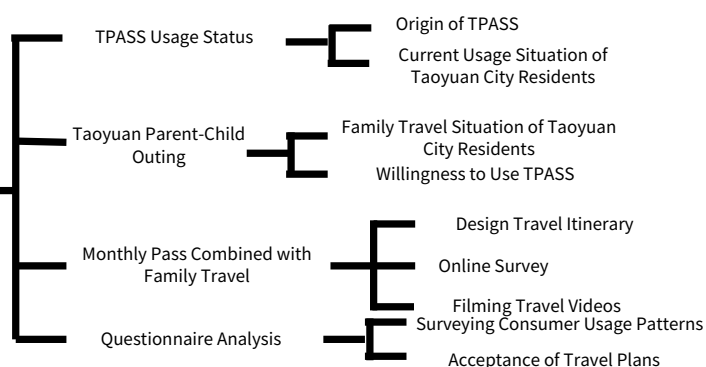 TPASS Usage Status
Origin of TPASS
Current Usage Situation of
Taoyuan City Residents
Taoyuan Parent-Child
Outing
Family Travel Situation of Taoyuan
City Residents
Willingness to Use TPASS
Monthly Pass Combined with
Family Travel
Design Travel Itinerary
Online Survey
Filming Travel Videos
Questionnaire Analysis
Surveying Consumer Usage Patterns
Acceptance of Travel Plans